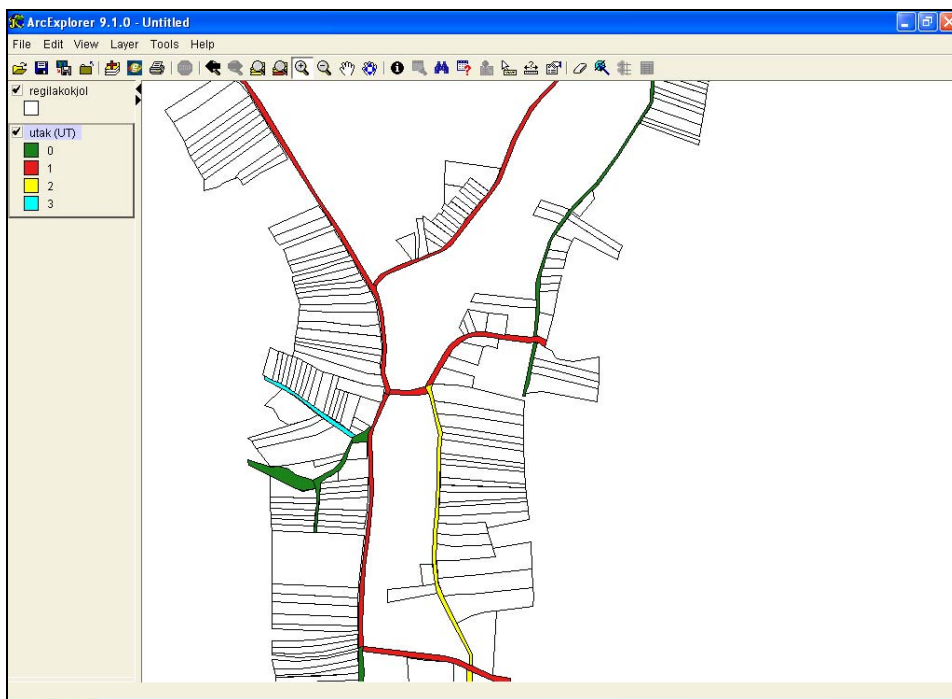 ArcExplorer 9.1.0 - Untitled
File Edit View Layer Tools Help
regilakokjol
utak (UT)
0
1
2
3